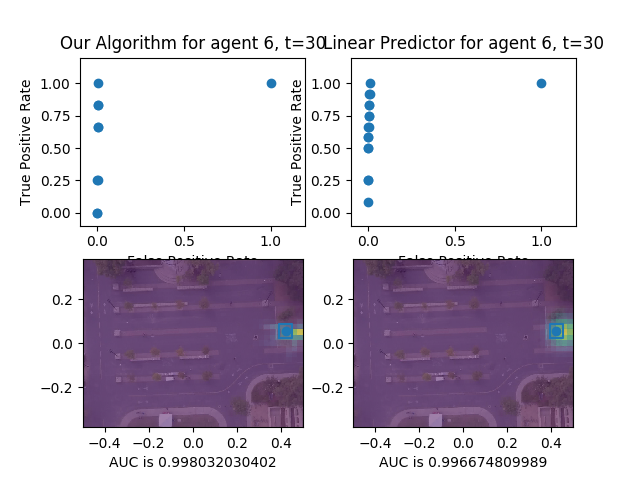 Our Algorithm for agent 6, t=30
Linear Predictor for agent 6, t=30
True Positive Rate
1.00
0.75
0.50
0.25
0.00
0.0 0.5 1.0
False Positive Rate
True Positive Rate
1.00
0.75
0.50
0.25
0.00
0.0 0.5 1.0
False Positive Rate
0.2
0.0
−0.2
−0.4 −0.2 0.0 0.2 0.4
AUC is 0.998032030402
0.2
0.0
−0.2
−0.4 −0.2 0.0 0.2 0.4
AUC is 0.996674809989